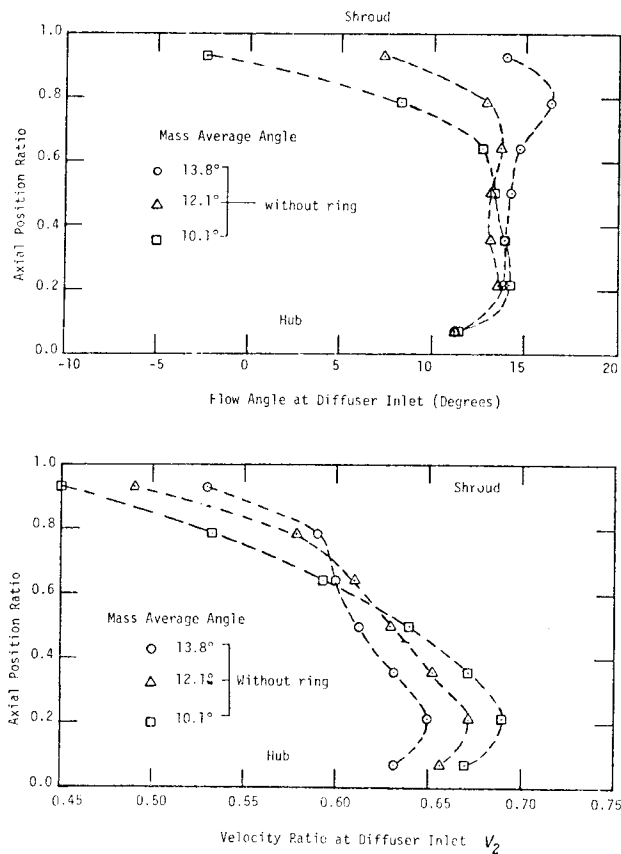 Shroud
1.0
0.8
0.6
0.4
0.2
0.0
Axial Position Ratio
Mass Average Angle
13.8°
12.1°
10.1°
without ring
Hub
-10
-5
0
5
10
15
20
Flow Angle at Diffuser Inlet (Degrees)
1.0
0.8
0.6
0.4
0.2
0.0
Axial Position Ratio
Shroud
Mass Average Angle
13.8°
12.1°
10.1°
Without ring
Hub
0.45
0.50
0.55
0.60
0.65
0.70
0.75
Velocity Ratio at Diffuser Inlet V2